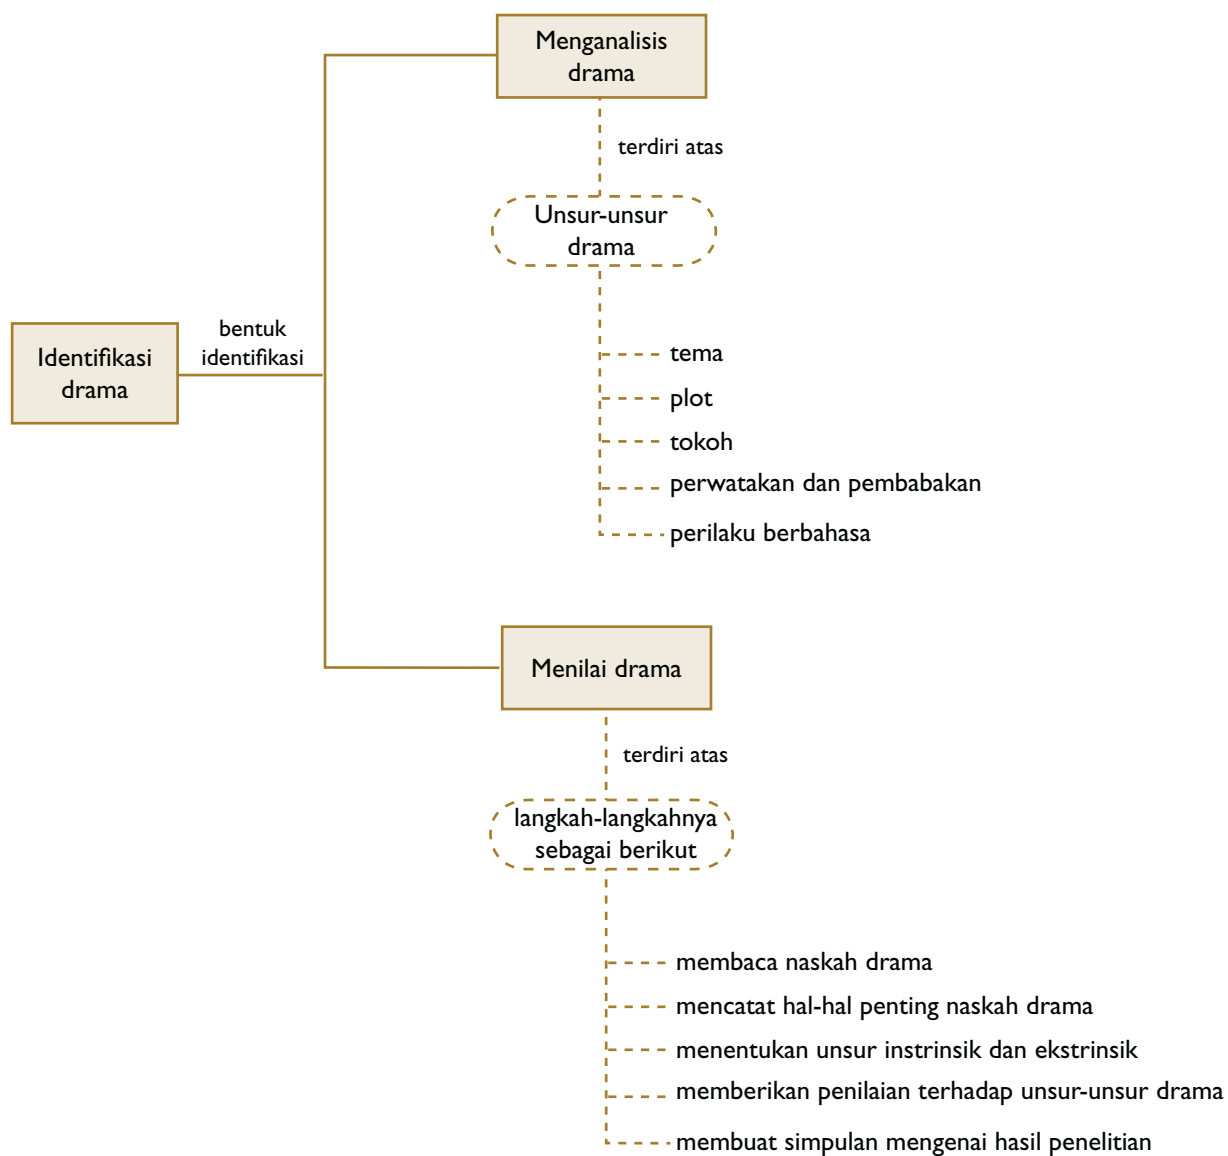 Menganalisis
drama
terdiri atas
Unsur-unsur
drama
bentuk
identifikasi
Identifikasi
drama
tema
plot
tokoh
perwatakan dan pembabakan
perilaku berbahasa
Menilai drama
terdiri atas
langkah-langkahnya
sebagai berikut
membaca naskah drama
mencatat hal-hal penting naskah drama
menentukan unsur instrinsik dan ekstrinsik
memberikan penilaian terhadap unsur-unsur drama
membuat simpulan mengenai hasil penelitian